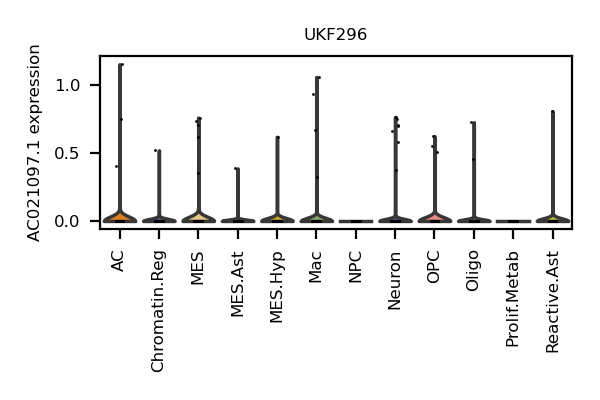 UKF296
AC021097.1 expression
1.0
0.5
0.0
AC
Chromatin.Reg
MES
MES.Ast
MES.Hyp
Mac
NPC
Neuron
OPC
Oligo
Prolif.Metab
Reactive.Ast